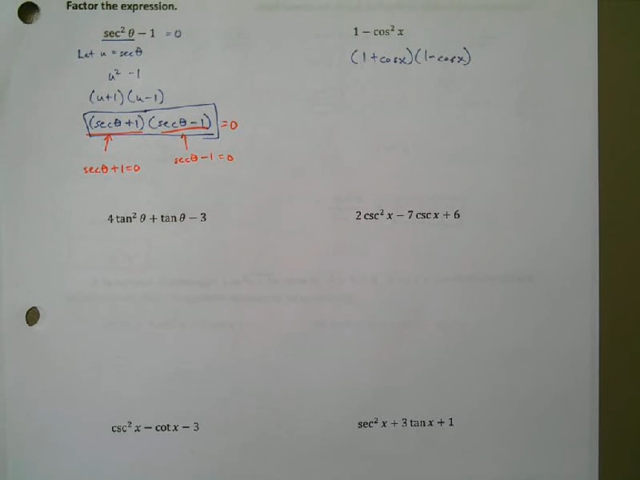 Factor the expression.
sec² θ − 1 = 0
Let u = secθ
u² - 1
(u+1)(u-1)
(secθ+1)(secθ-1) = 0
secθ+1=0
secθ-1=0
1 − cos² x
(1+cosx)(1-cosx)
4 tan² θ + tan θ − 3
2 csc² x − 7 csc x + 6
csc² x − cot x − 3
sec² x + 3 tan x + 1